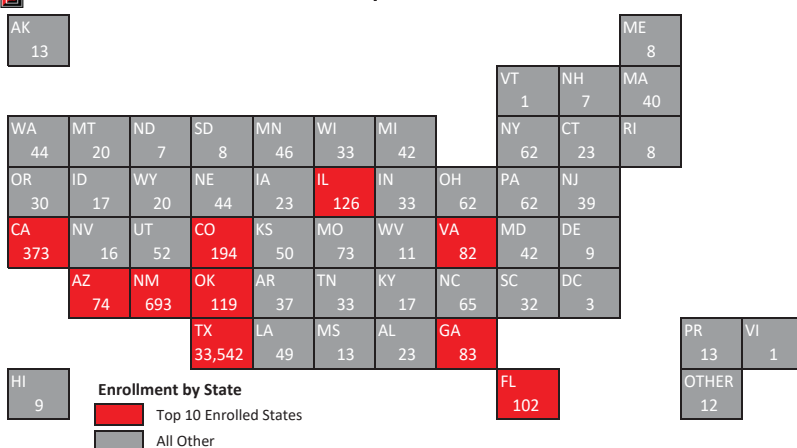 AK
13
ME
8
VT NH MA
1 7 40
WA MT ND SD MN WI MI NY CT RI
44 20 7 8 46 33 42 62 23 8
OR ID WY NE IA IL IN OH PA NJ
30 17 20 44 23 126 33 62 62 39
CA NV UT CO KS MO WV VA MD DE
373 16 52 194 50 73 11 82 42 9
AZ NM OK AR TN KY NC SC DC
74 693 119 37 33 17 65 32 3
TX LA MS AL GA PR VI
33,542 49 13 23 83 13 1
HI FL OTHER
9 102 12
Enrollment by State
Top 10 Enrolled States
All Other